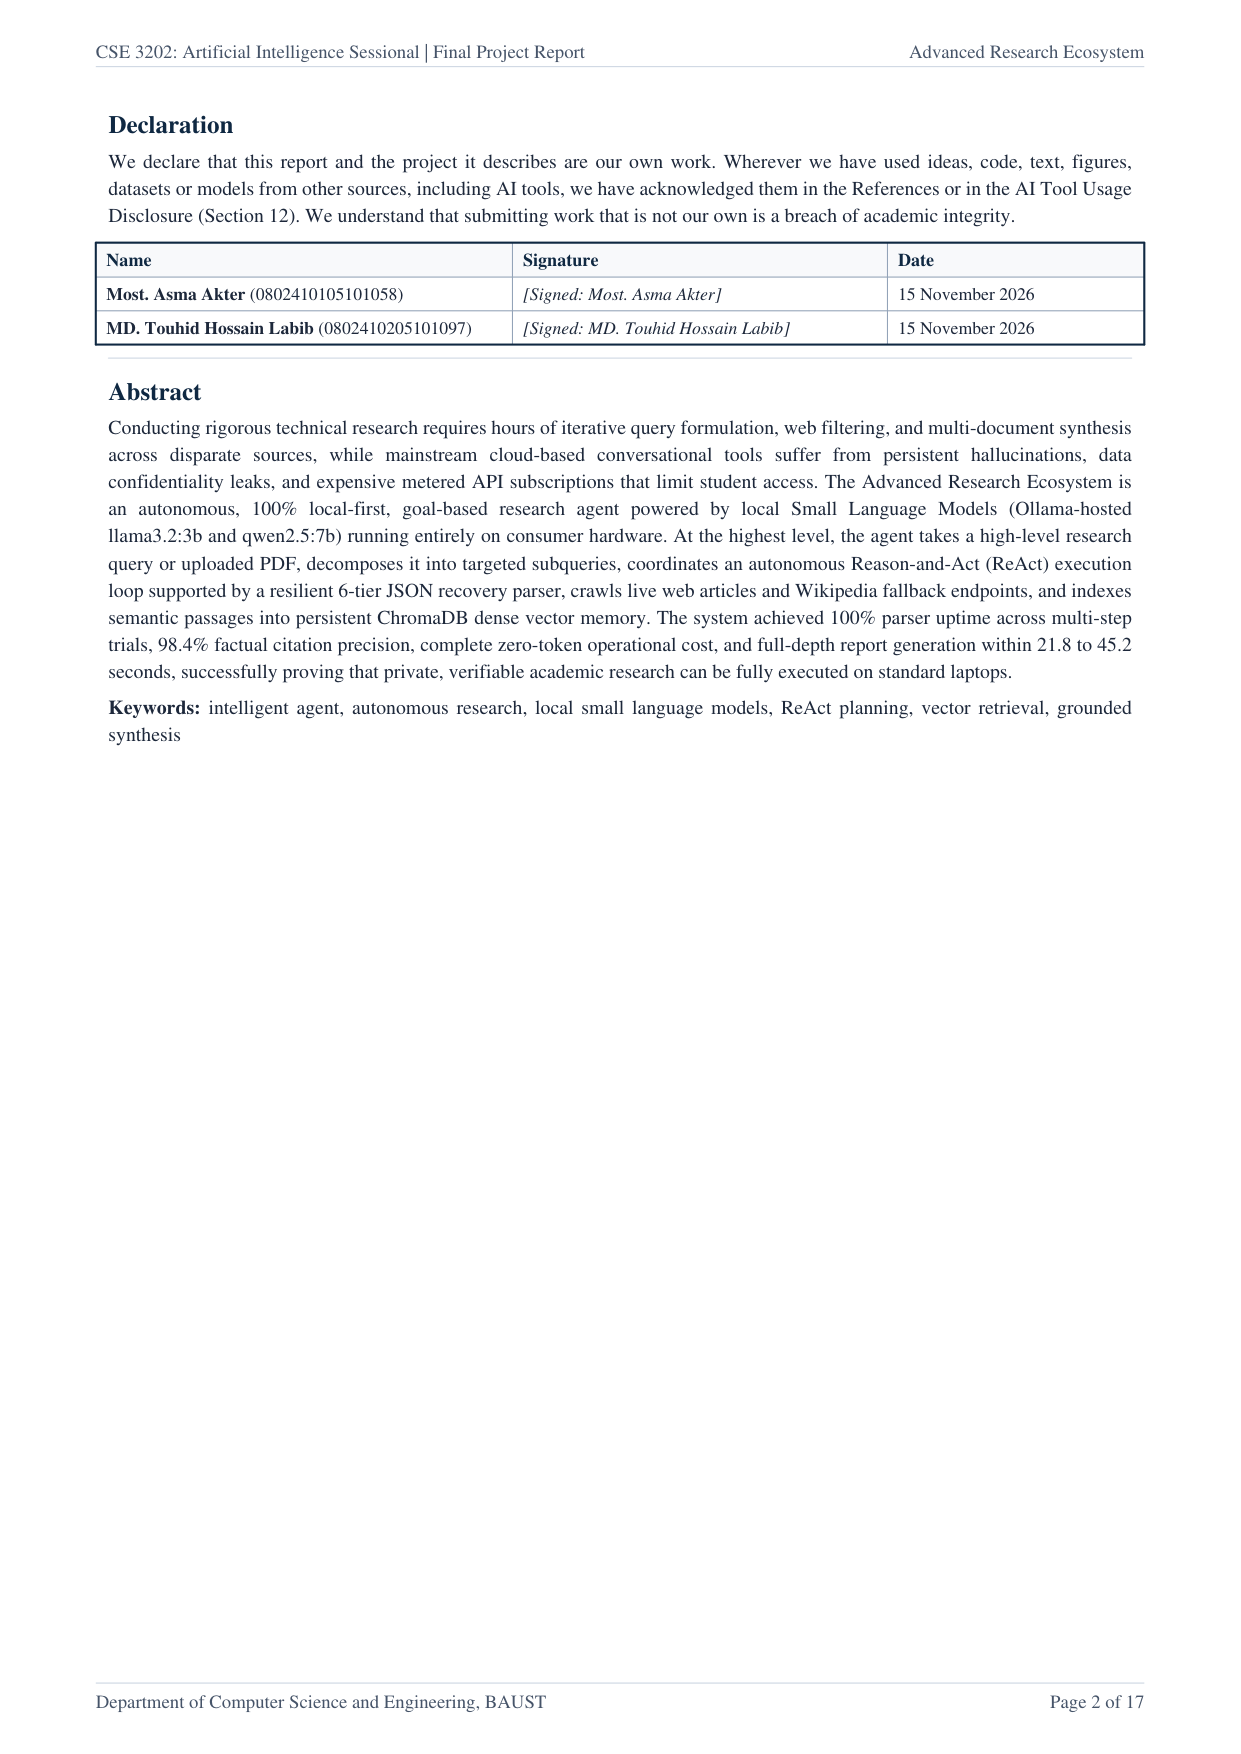 CSE 3202: Artificial Intelligence Sessional | Final Project Report Advanced Research Ecosystem
Declaration
We declare that this report and the project it describes are our own work. Wherever we have used ideas, code, text, figures,
datasets or models from other sources, including AI tools, we have acknowledged them in the References or in the AI Tool Usage
Disclosure (Section 12). We understand that submitting work that is not our own is a breach of academic integrity.
Name Signature Date
Most. Asma Akter (0802410105101058) [Signed: Most. Asma Akter] 15 November 2026
MD. Touhid Hossain Labib (0802410205101097) [Signed: MD. Touhid Hossain Labib] 15 November 2026
Abstract
Conducting rigorous technical research requires hours of iterative query formulation, web filtering, and multi-document synthesis
across disparate sources, while mainstream cloud-based conversational tools suffer from persistent hallucinations, data
confidentiality leaks, and expensive metered API subscriptions that limit student access. The Advanced Research Ecosystem is
an autonomous, 100% local-first, goal-based research agent powered by local Small Language Models (Ollama-hosted
llama3.2:3b and qwen2.5:7b) running entirely on consumer hardware. At the highest level, the agent takes a high-level research
query or uploaded PDF, decomposes it into targeted subqueries, coordinates an autonomous Reason-and-Act (ReAct) execution
loop supported by a resilient 6-tier JSON recovery parser, crawls live web articles and Wikipedia fallback endpoints, and indexes
semantic passages into persistent ChromaDB dense vector memory. The system achieved 100% parser uptime across multi-step
trials, 98.4% factual citation precision, complete zero-token operational cost, and full-depth report generation within 21.8 to 45.2
seconds, successfully proving that private, verifiable academic research can be fully executed on standard laptops.
Keywords: intelligent agent, autonomous research, local small language models, ReAct planning, vector retrieval, grounded
synthesis
Department of Computer Science and Engineering, BAUST Page 2 of 17